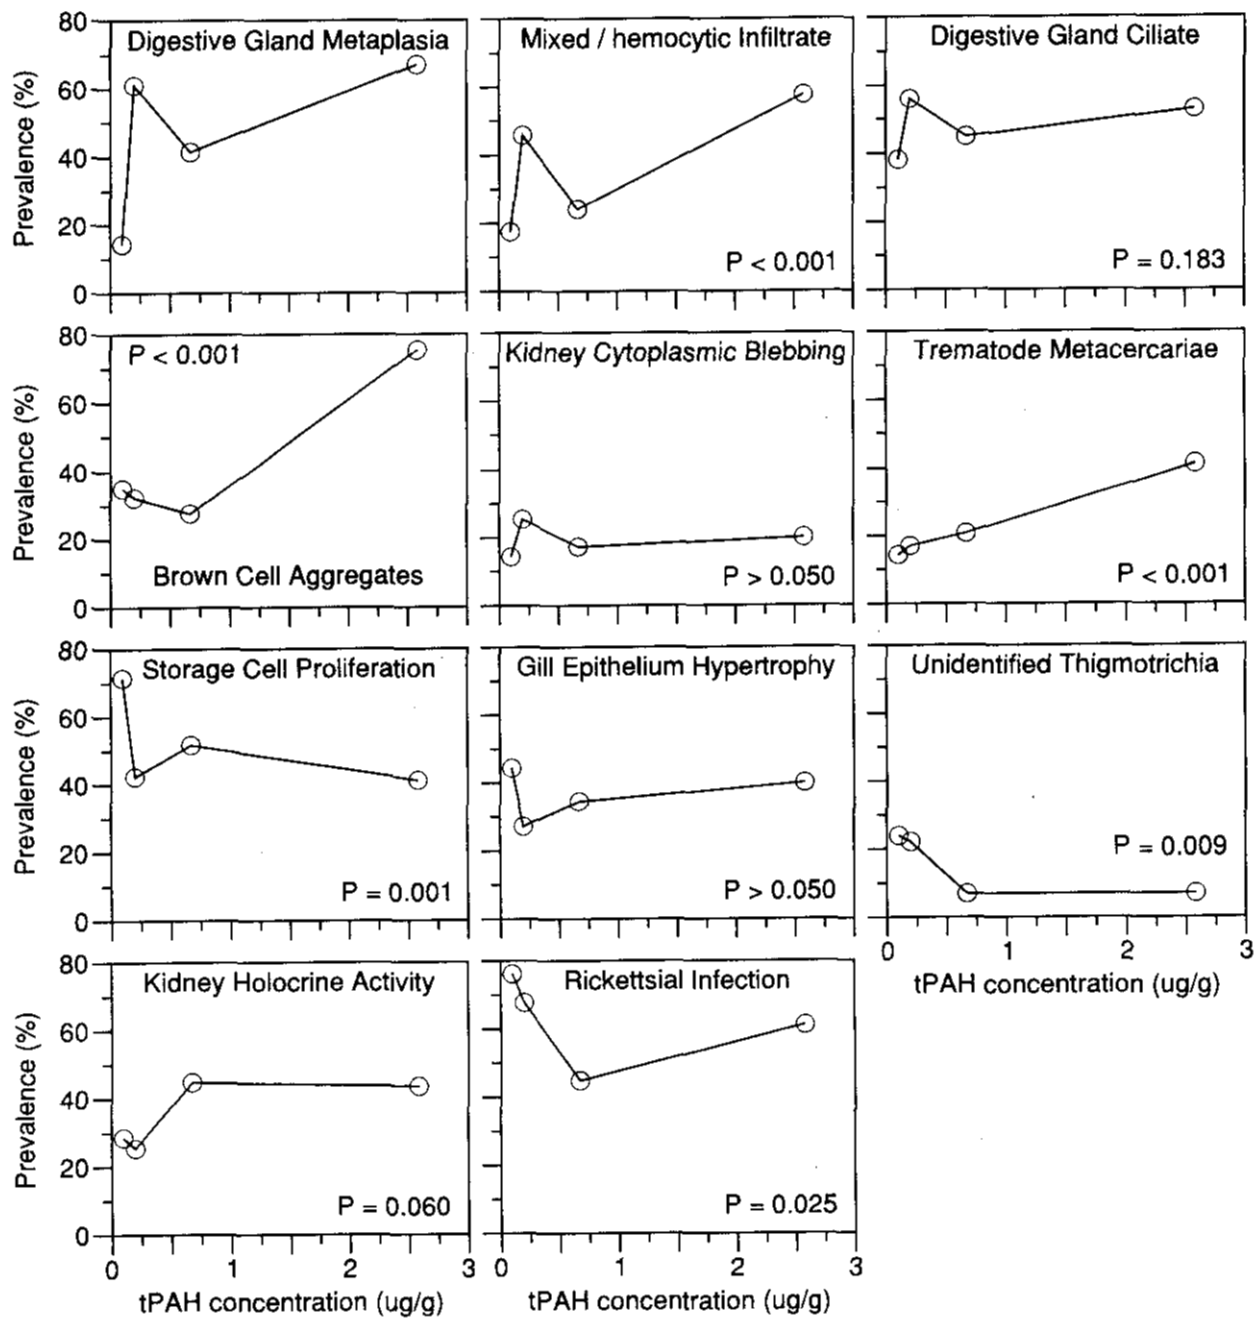 Digestive Gland Metaplasia
Prevalence (%)
80
60
40
20
0
Mixed / hemocytic Infiltrate
P < 0.001
Digestive Gland Ciliate
P = 0.183
Prevalence (%)
80
60
40
20
0
P < 0.001
Brown Cell Aggregates
Kidney Cytoplasmic Blebbing
P > 0.050
Trematode Metacercariae
P < 0.001
Prevalence (%)
80
60
40
20
0
Storage Cell Proliferation
P = 0.001
Gill Epithelium Hypertrophy
P > 0.050
Unidentified Thigmotrichia
P = 0.009
0 1 2 3
tPAH concentration (ug/g)
Prevalence (%)
80
60
40
20
0
Kidney Holocrine Activity
P = 0.060
0 1 2 3
tPAH concentration (ug/g)
Rickettsial Infection
P = 0.025
0 1 2 3
tPAH concentration (ug/g)